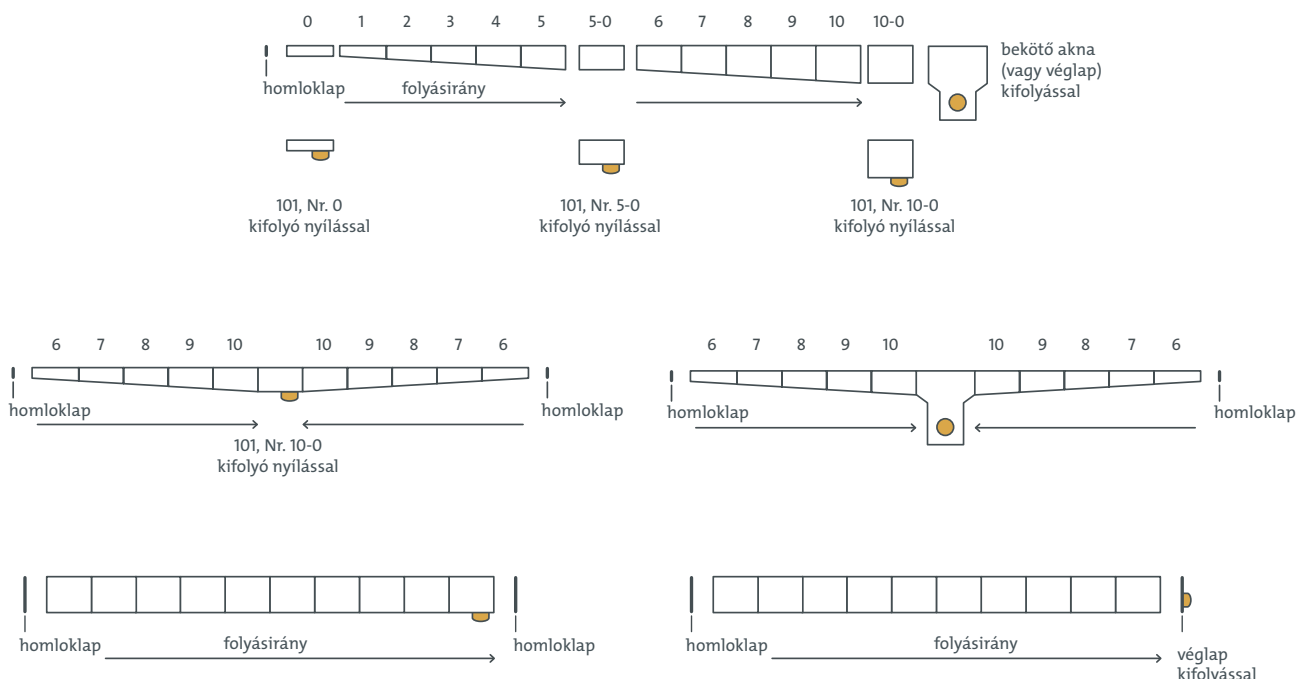 0 1 2 3 4 5 5-0 6 7 8 9 10 10-0
homloklap
folyásirány
bekötő akna
(vagy véglap)
kifolyással
101, Nr. 0
kifolyó nyílással
101, Nr. 5-0
kifolyó nyílással
101, Nr. 10-0
kifolyó nyílással
6 7 8 9 10 10 9 8 7 6
homloklap
homloklap
101, Nr. 10-0
kifolyó nyílással
6 7 8 9 10 10 9 8 7 6
homloklap
homloklap
homloklap
folyásirány
homloklap
homloklap
folyásirány
véglap
kifolyással